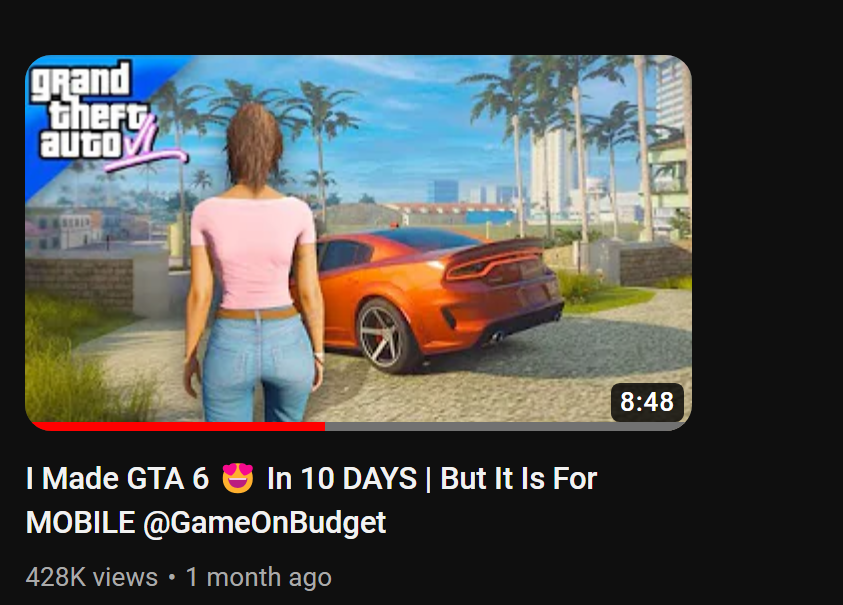 grand
theft
auto VI
8:48
I Made GTA 6 😍 In 10 DAYS | But It Is For
MOBILE @GameOnBudget
428K views • 1 month ago